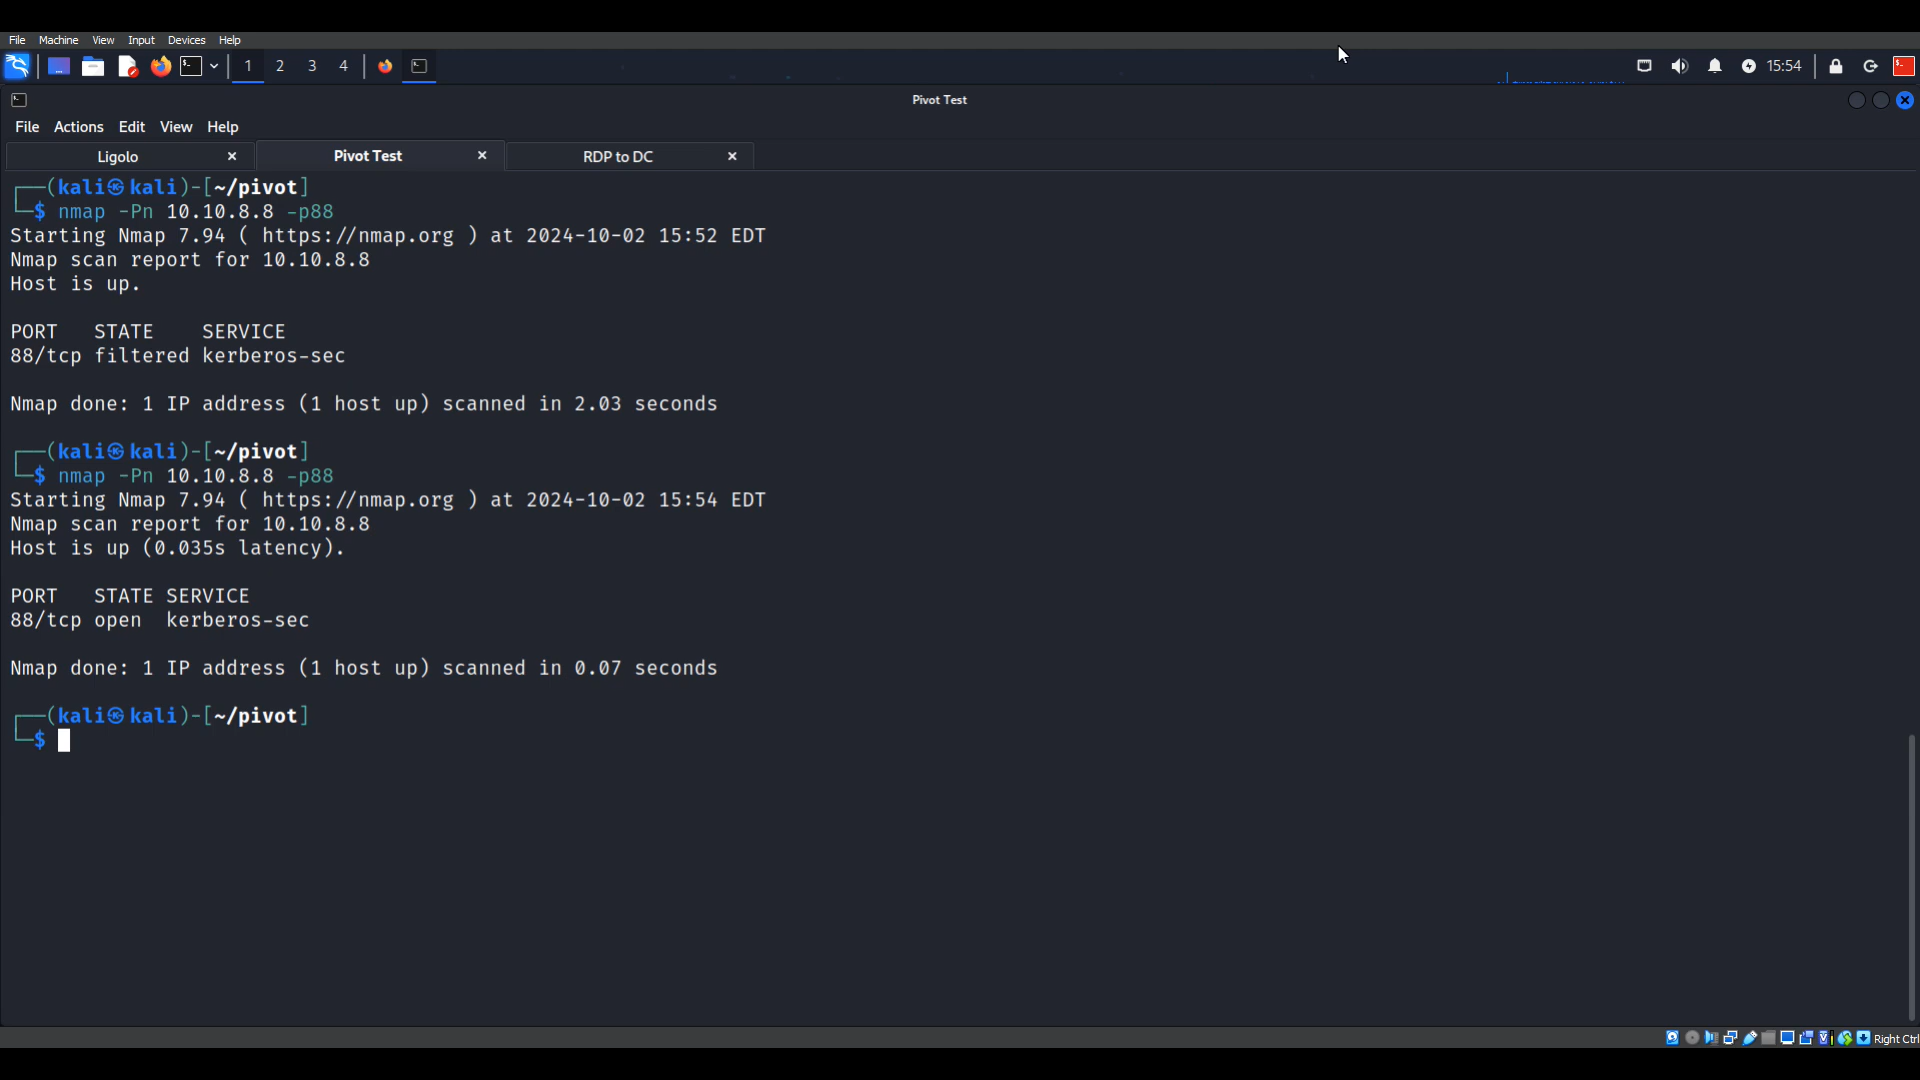 File Machine View Input Devices Help
1 2 3 4 15:54
Pivot Test
File Actions Edit View Help
Ligolo Pivot Test RDP to DC
(kali㉿kali)-[~/pivot]
$ nmap -Pn 10.10.8.8 -p88
Starting Nmap 7.94 ( https://nmap.org ) at 2024-10-02 15:52 EDT
Nmap scan report for 10.10.8.8
Host is up.
PORT STATE SERVICE
88/tcp filtered kerberos-sec
Nmap done: 1 IP address (1 host up) scanned in 2.03 seconds
(kali㉿kali)-[~/pivot]
$ nmap -Pn 10.10.8.8 -p88
Starting Nmap 7.94 ( https://nmap.org ) at 2024-10-02 15:54 EDT
Nmap scan report for 10.10.8.8
Host is up (0.035s latency).
PORT STATE SERVICE
88/tcp open kerberos-sec
Nmap done: 1 IP address (1 host up) scanned in 0.07 seconds
(kali㉿kali)-[~/pivot]
$
Right Ctrl